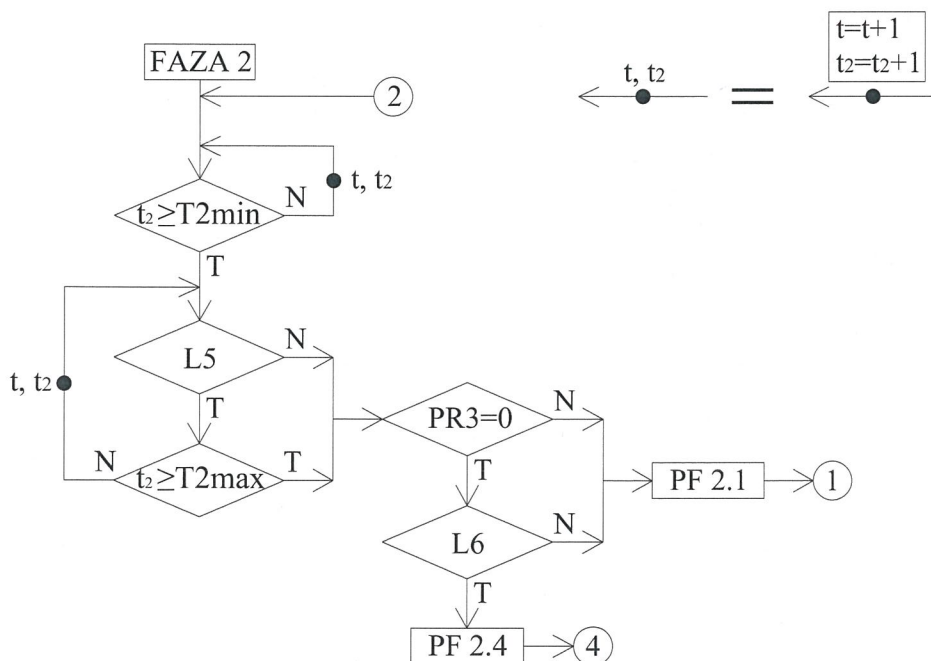 FAZA 2
2
t, t2
t=t+1
t2=t2+1
t, t2
t2≥T2min
N
T
L5
N
t, t2
T
N
t2≥T2max
T
PR3=0
N
T
L6
N
PF 2.1
1
T
PF 2.4
4